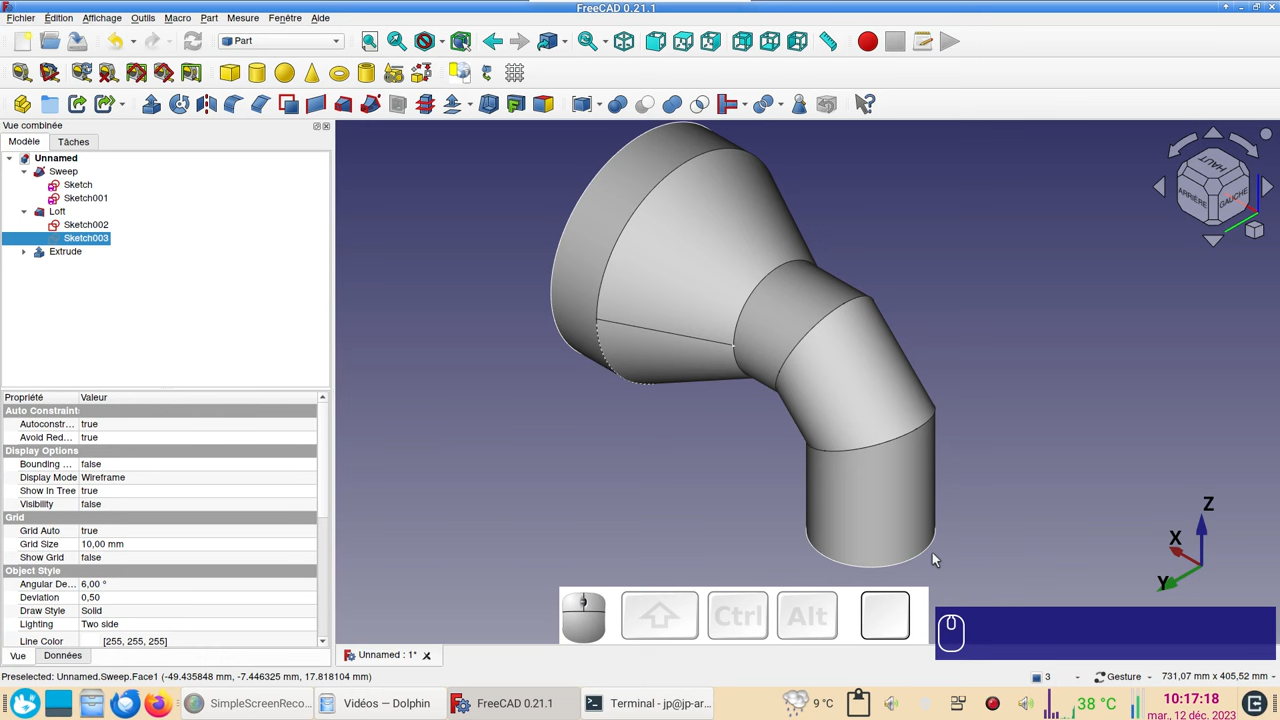 FreeCAD 0.21.1
Fichier Édition Affichage Outils Macro Part Mesure Fenêtre Aide
Part
Vue combinée
Modèle Tâches
Unnamed
Sweep
Sketch
Sketch001
Loft
Sketch002
Sketch003
Extrude
HAUT
ARRIÈRE
GAUCHE
Propriété Valeur
Auto Constraint
Autoconstr... true
Avoid Red... true
Display Options
Bounding ... false
Display Mode Wireframe
Show In Tree true
Visibility false
Grid
Grid Auto true
Grid Size 10,00 mm
Show Grid false
Object Style
Angular De... 6,00 °
Deviation 0,50
Draw Style Solid
Lighting Two side
Line Color [255, 255, 255]
Z
X
Y
Ctrl Alt
Vue Données
Unnamed : 1*
Preselected: Unnamed.Sweep.Face1 (-49.435848 mm, -7.446325 mm, 17.818104 mm)
3 Gesture 731,07 mm x 405,52 mm
SimpleScreenReco...
Vidéos — Dolphin
FreeCAD 0.21.1
Terminal - jp@jp-ar...
9 °C
38 °C
10:17:18
mar., 12 déc. 2023